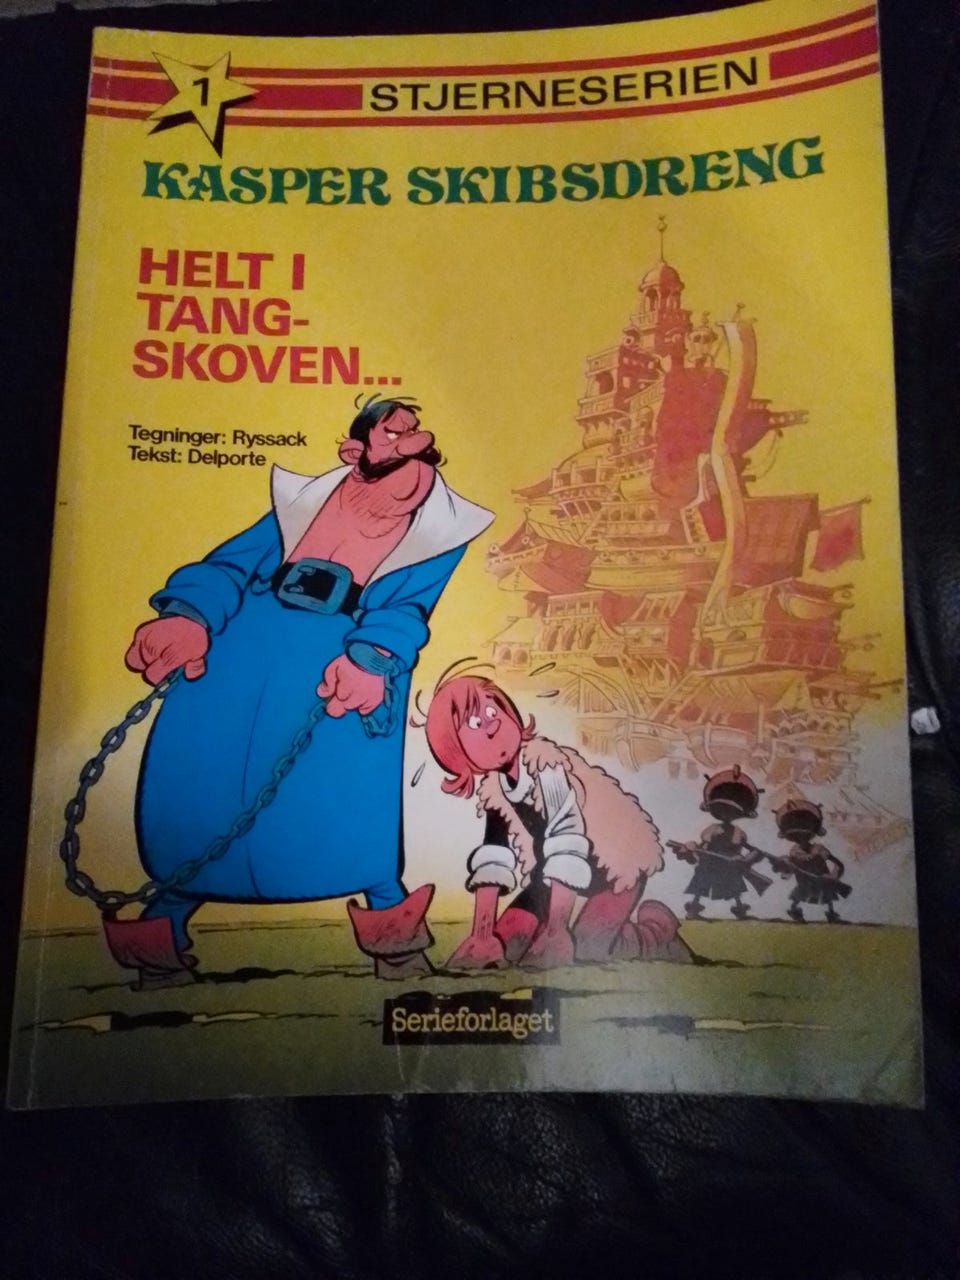 1
STJERNESERIEN
KASPER SKIBSDRENG
HELT I
TANG-
SKOVEN...
Tegninger: Ryssack
Tekst: Delporte
Serieforlaget